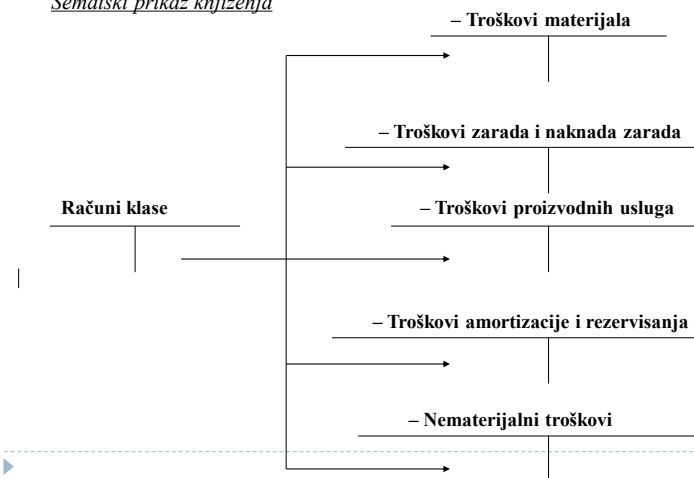 Šematski prikaz knjiženja
– Troškovi materijala
– Troškovi zarada i naknada zarada
Računi klase
– Troškovi proizvodnih usluga
– Troškovi amortizacije i rezervisanja
– Nematerijalni troškovi